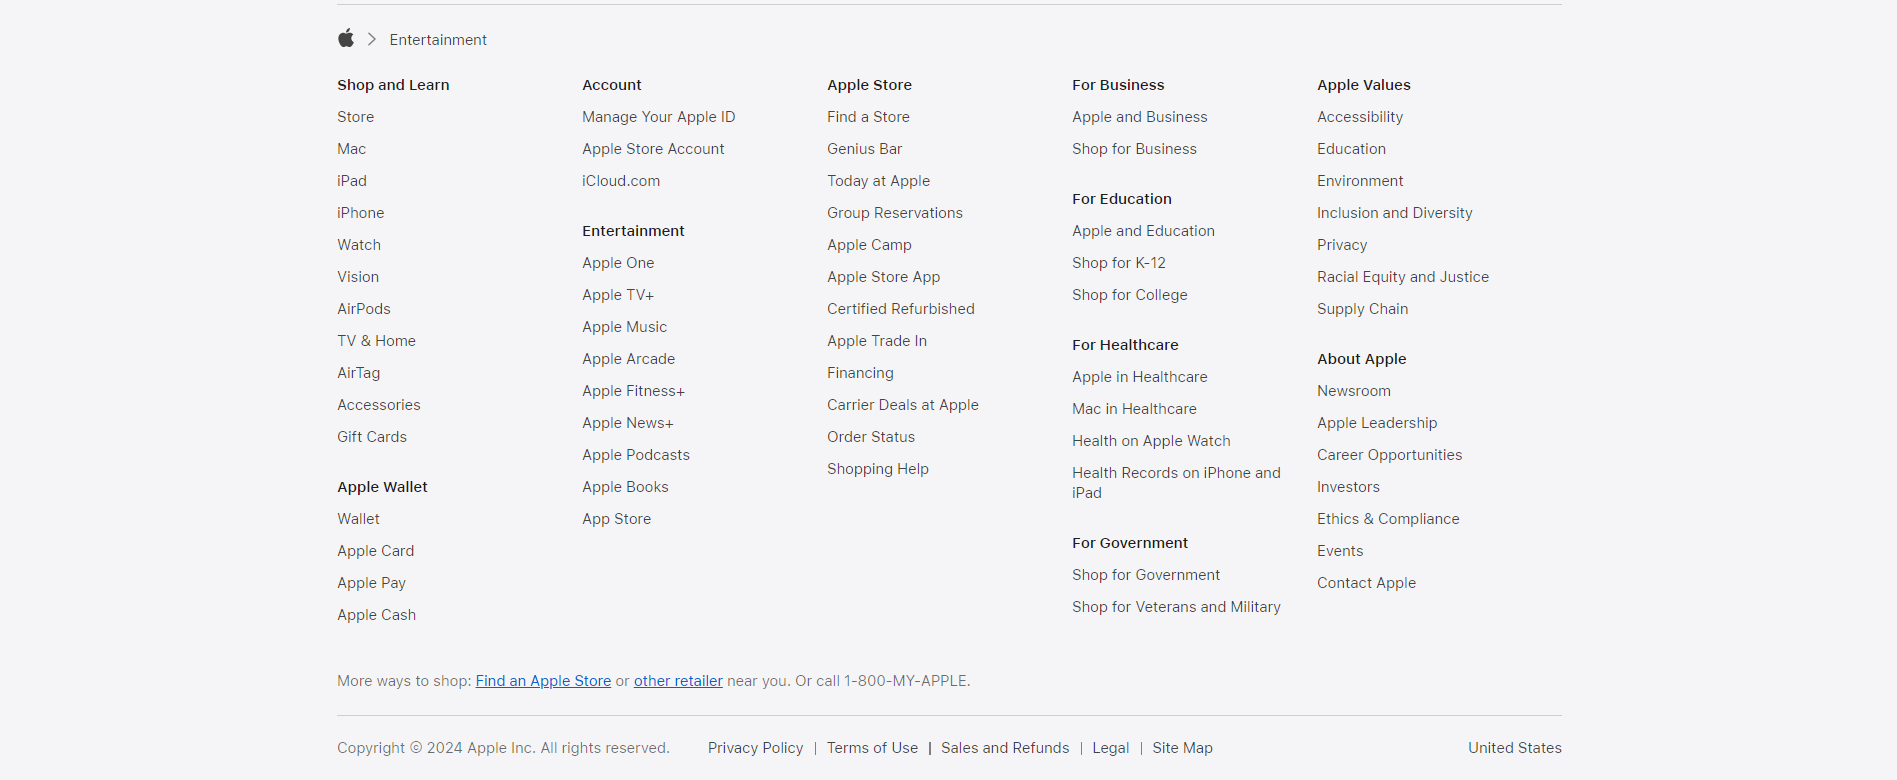 Entertainment
Shop and Learn
Store
Mac
iPad
iPhone
Watch
Vision
AirPods
TV & Home
AirTag
Accessories
Gift Cards
Apple Wallet
Wallet
Apple Card
Apple Pay
Apple Cash
Account
Manage Your Apple ID
Apple Store Account
iCloud.com
Entertainment
Apple One
Apple TV+
Apple Music
Apple Arcade
Apple Fitness+
Apple News+
Apple Podcasts
Apple Books
App Store
Apple Store
Find a Store
Genius Bar
Today at Apple
Group Reservations
Apple Camp
Apple Store App
Certified Refurbished
Apple Trade In
Financing
Carrier Deals at Apple
Order Status
Shopping Help
For Business
Apple and Business
Shop for Business
For Education
Apple and Education
Shop for K-12
Shop for College
For Healthcare
Apple in Healthcare
Mac in Healthcare
Health on Apple Watch
Health Records on iPhone and
iPad
For Government
Shop for Government
Shop for Veterans and Military
Apple Values
Accessibility
Education
Environment
Inclusion and Diversity
Privacy
Racial Equity and Justice
Supply Chain
About Apple
Newsroom
Apple Leadership
Career Opportunities
Investors
Ethics & Compliance
Events
Contact Apple
More ways to shop: Find an Apple Store or other retailer near you. Or call 1-800-MY-APPLE.
Copyright © 2024 Apple Inc. All rights reserved. Privacy Policy | Terms of Use | Sales and Refunds | Legal | Site Map United States